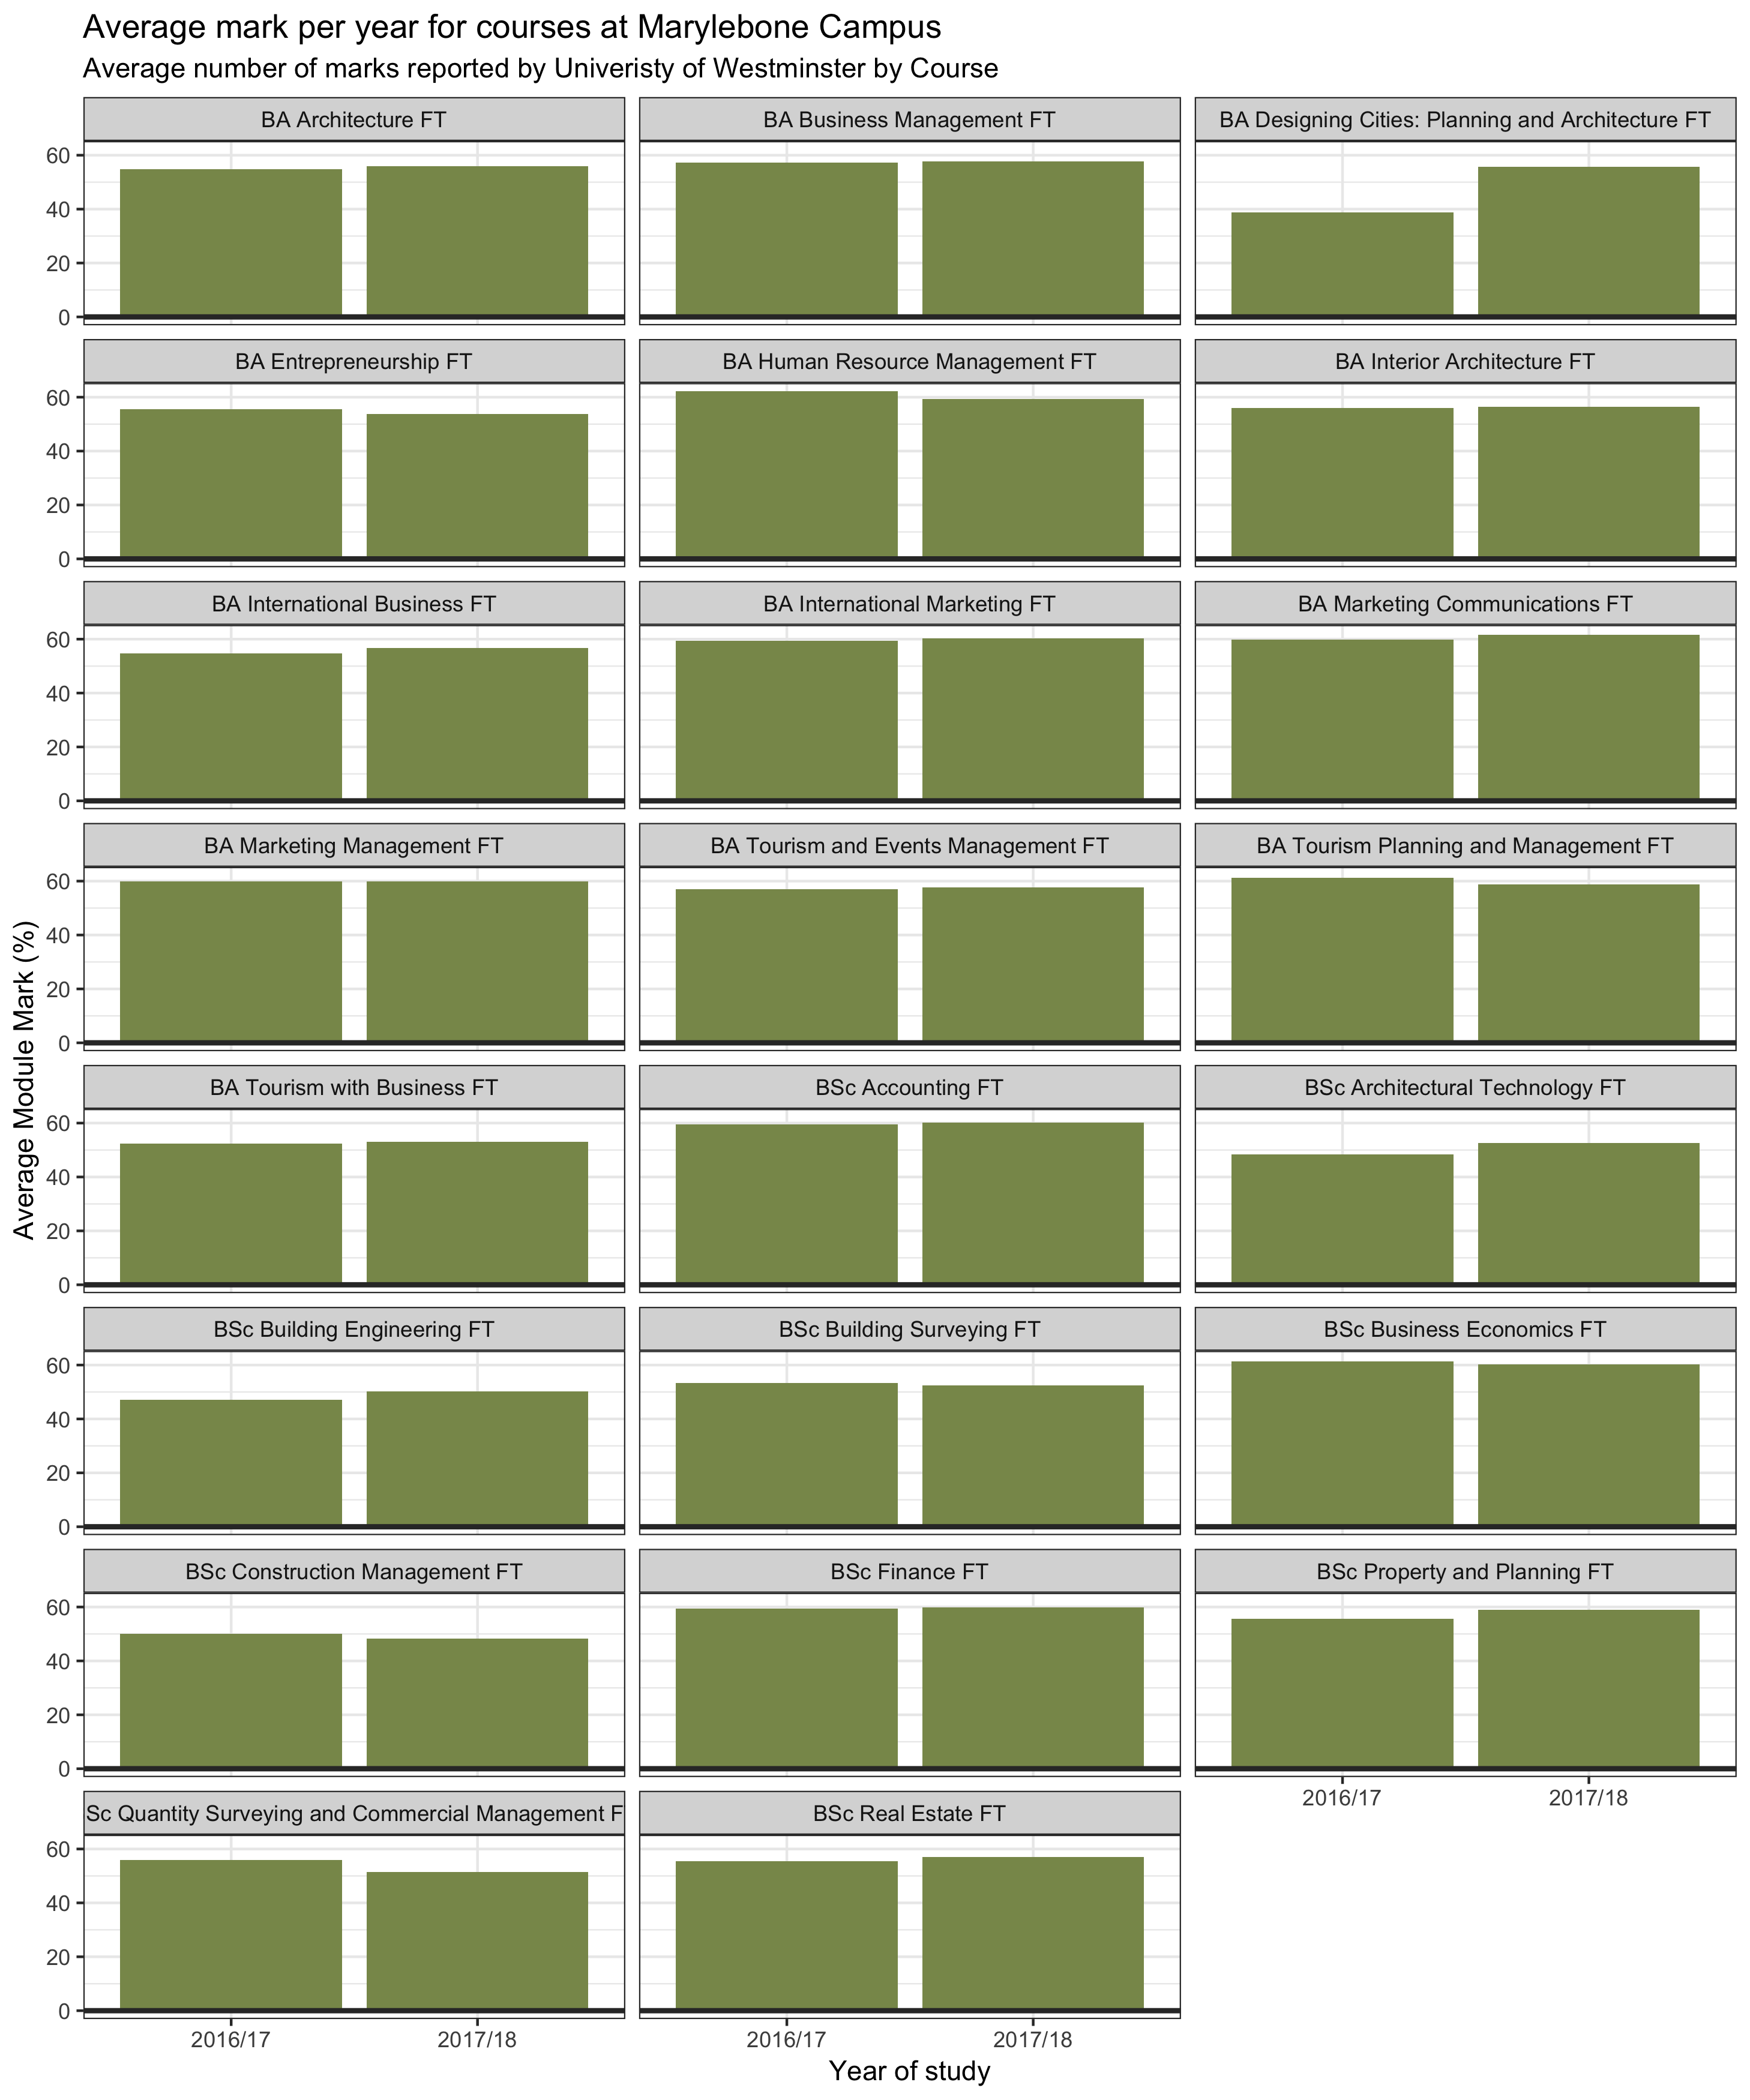 Average mark per year for courses at Marylebone Campus
Average number of marks reported by Univeristy of Westminster by Course
BA Architecture FT
BA Business Management FT
BA Designing Cities: Planning and Architecture FT
60
40
20
0
BA Entrepreneurship FT
BA Human Resource Management FT
BA Interior Architecture FT
60
40
20
0
BA International Business FT
BA International Marketing FT
BA Marketing Communications FT
60
40
20
0
BA Marketing Management FT
BA Tourism and Events Management FT
BA Tourism Planning and Management FT
60
40
20
0
Average Module Mark (%)
BA Tourism with Business FT
BSc Accounting FT
BSc Architectural Technology FT
60
40
20
0
BSc Building Engineering FT
BSc Building Surveying FT
BSc Business Economics FT
60
40
20
0
BSc Construction Management FT
BSc Finance FT
BSc Property and Planning FT
60
40
20
0
2016/17
2017/18
Sc Quantity Surveying and Commercial Management F
BSc Real Estate FT
60
40
20
0
2016/17
2017/18
2016/17
2017/18
Year of study